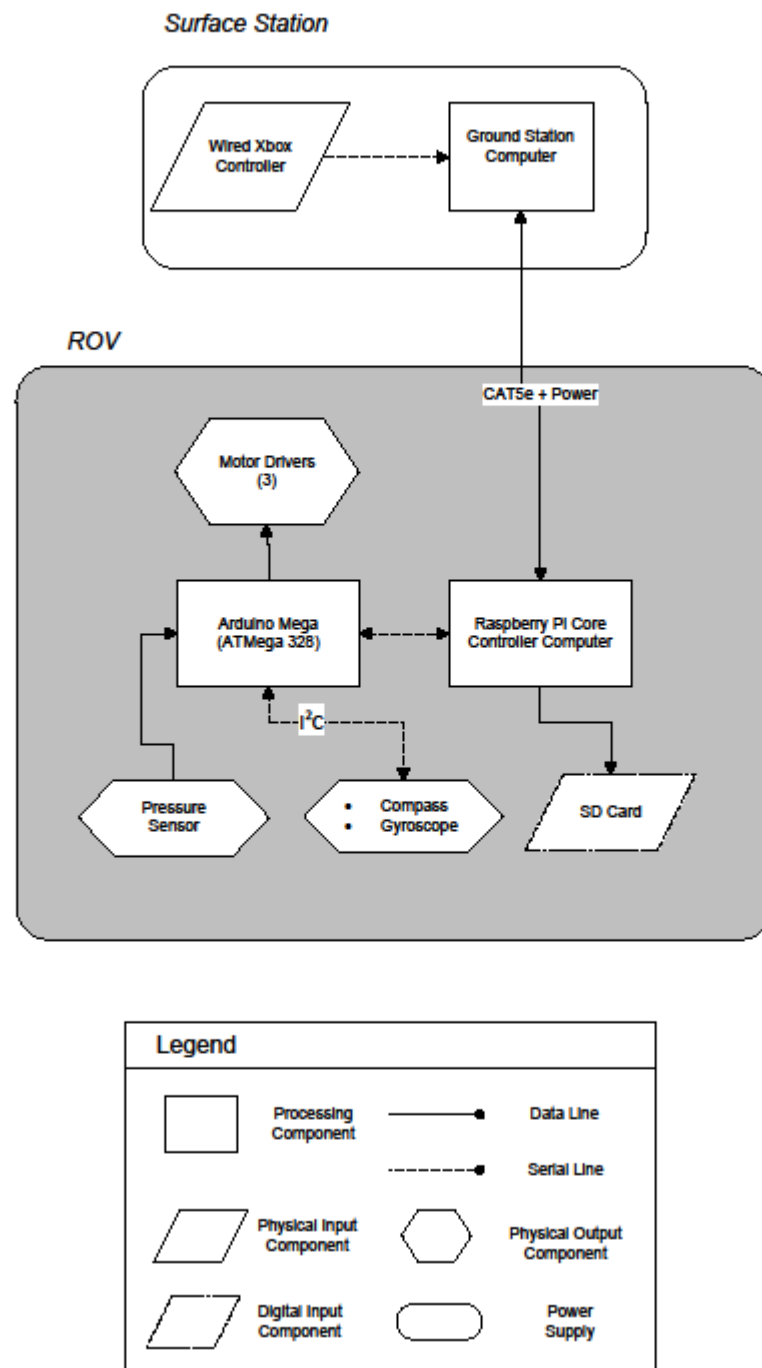 Surface Station
Wired Xbox
Controller
Ground Station
Computer
ROV
CAT5e + Power
Motor Drivers
(3)
Arduino Mega
(ATMega 328)
Raspberry Pi Core
Controller Computer
I²C
Pressure
Sensor
• Compass
• Gyroscope
SD Card
Legend
Processing
Component
Data Line
Serial Line
Physical Input
Component
Physical Output
Component
Digital Input
Component
Power
Supply